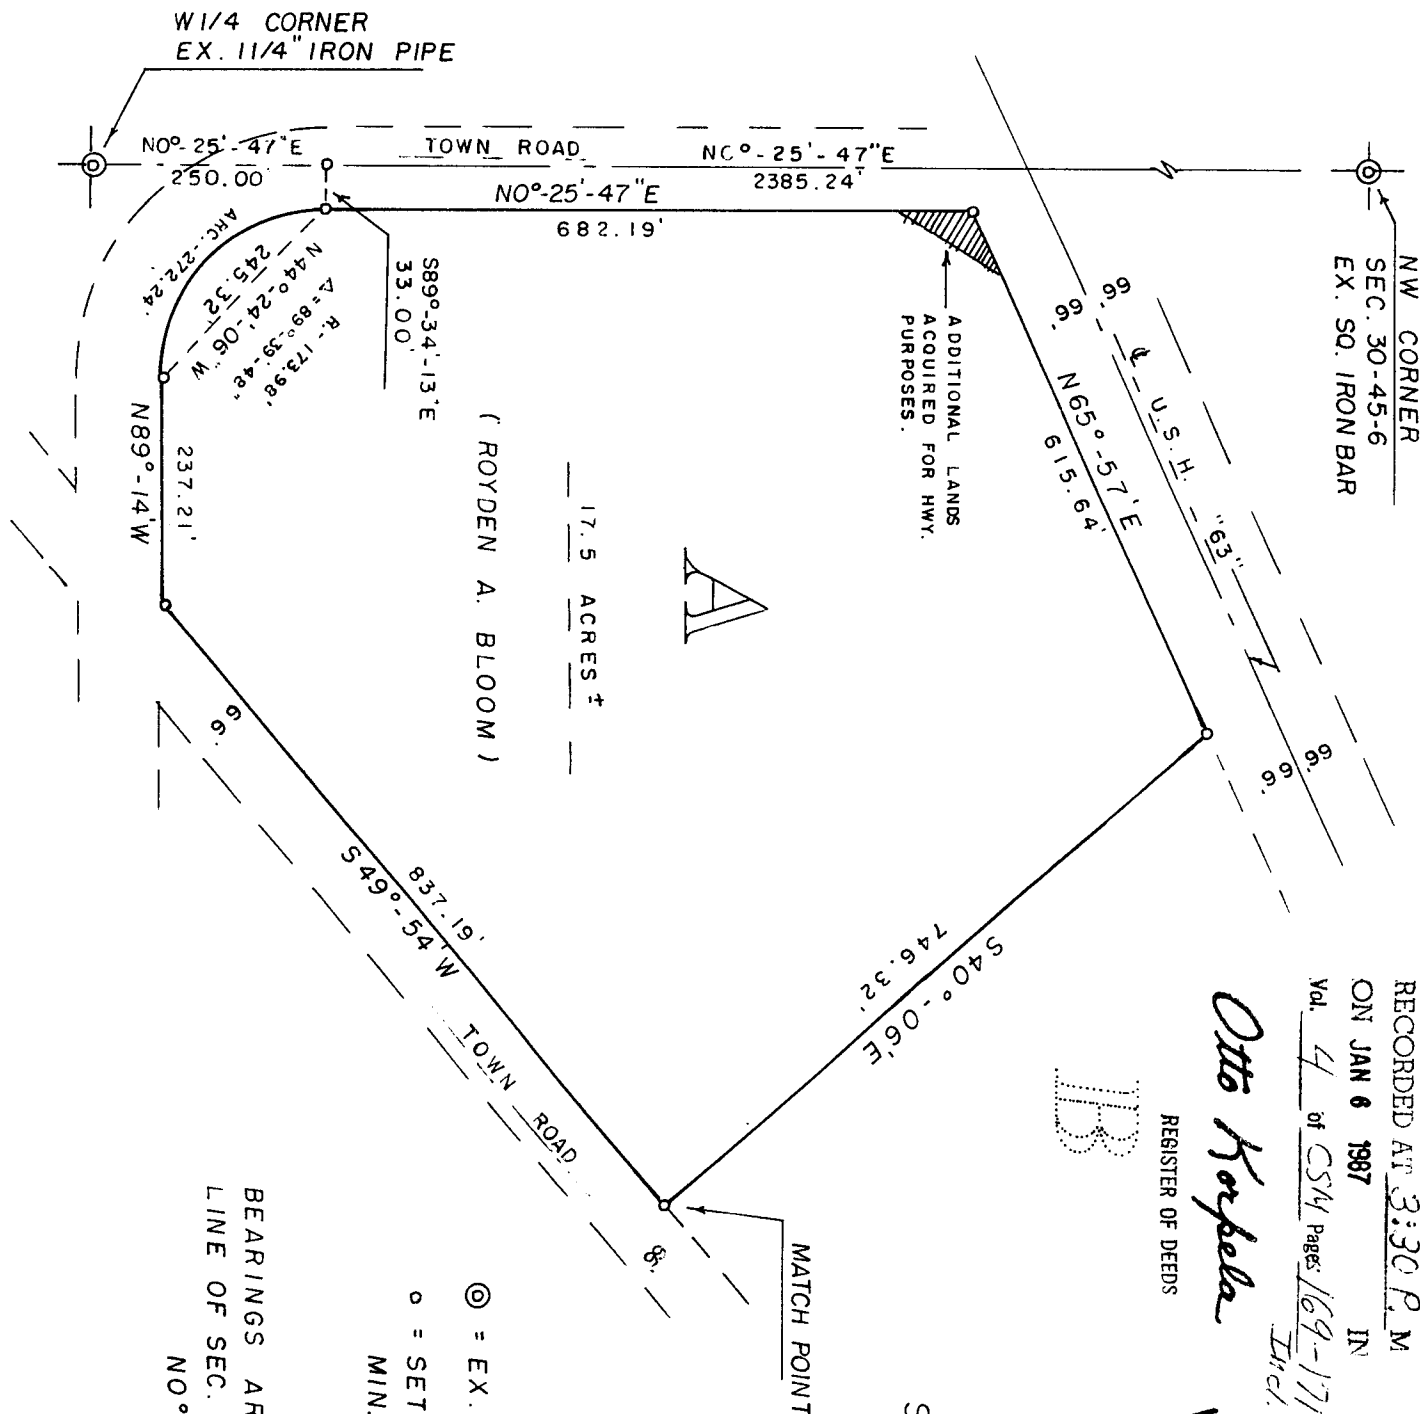 W1/4 CORNER
EX. 11/4" IRON PIPE
NW CORNER
SEC. 30-45-6
EX. SQ. IRON BAR
N0°-25'-47"E
250.00'
TOWN ROAD
NC°-25'-47"E
2385.24'
N0°-25'-47"E
682.19'
S89°-34'-13"E
33.00'
ARC.-272.24'
245.32'
N44°-24'-06"W
Δ=89°-39'-48"
R.-173.98'
ADDITIONAL LANDS
ACQUIRED FOR HWY.
PURPOSES.
66'
66'
℄ U.S.H. "63"
66'
66'
N65°-57'E
615.64'
237.21'
N89°-14'W
(ROYDEN A. BLOOM)
17.5 ACRES ±
A
66'
837.19'
S49°-54'W
TOWN ROAD
S40°-06'E
746.32'
B
MATCH POINT
RECORDED AT 3:30 P. M
ON JAN 6 1987 IN
Vol. 4 of CSM Pages 169-171
Incl.
Otto Korpela
REGISTER OF DEEDS
◎ = EX.
o = SET
MIN.
BEARINGS AR
LINE OF SEC.
N0°